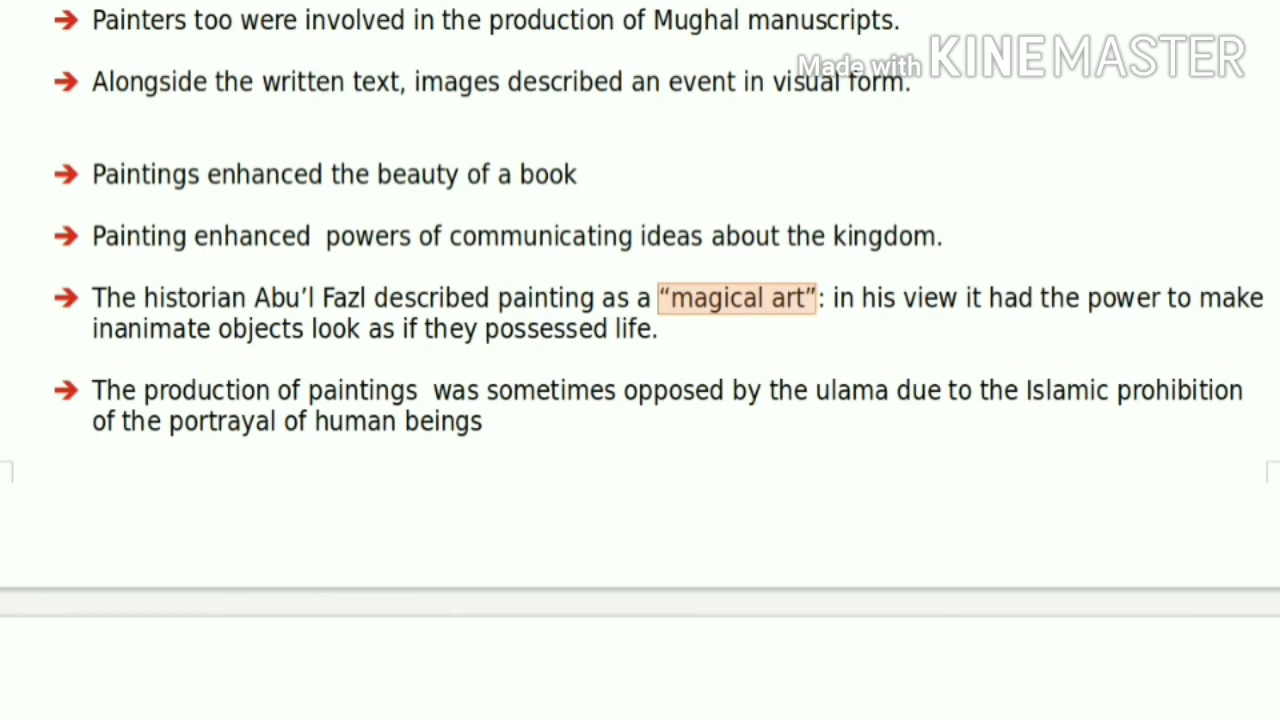 ➔ Painters too were involved in the production of Mughal manuscripts.
Made with KINEMASTER
➔ Alongside the written text, images described an event in visual form.
➔ Paintings enhanced the beauty of a book
➔ Painting enhanced  powers of communicating ideas about the kingdom.
➔ The historian Abu’l Fazl described painting as a “magical art”: in his view it had the power to make
inanimate objects look as if they possessed life.
➔ The production of paintings  was sometimes opposed by the ulama due to the Islamic prohibition
of the portrayal of human beings